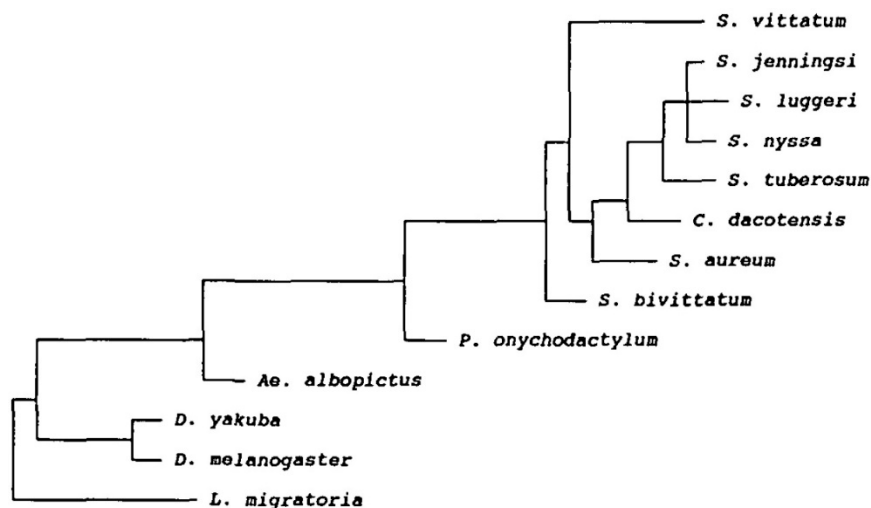 S. vittatum
S. jenningsi
S. luggeri
S. nyssa
S. tuberosum
C. dacotensis
S. aureum
S. bivittatum
P. onychodactylum
Ae. albopictus
D. yakuba
D. melanogaster
L. migratoria